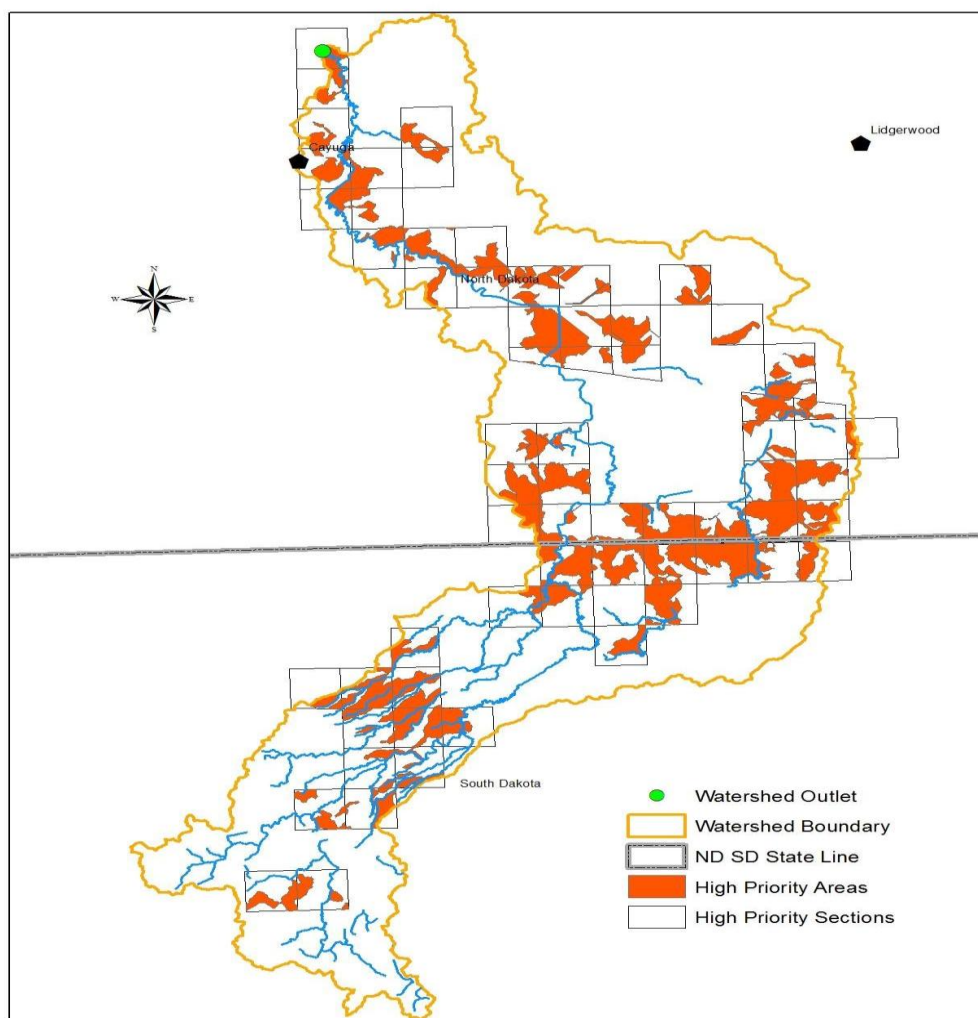 Lidgerwood
Cayuga
N
W E
S
North Dakota
South Dakota
Watershed Outlet
Watershed Boundary
ND SD State Line
High Priority Areas
High Priority Sections